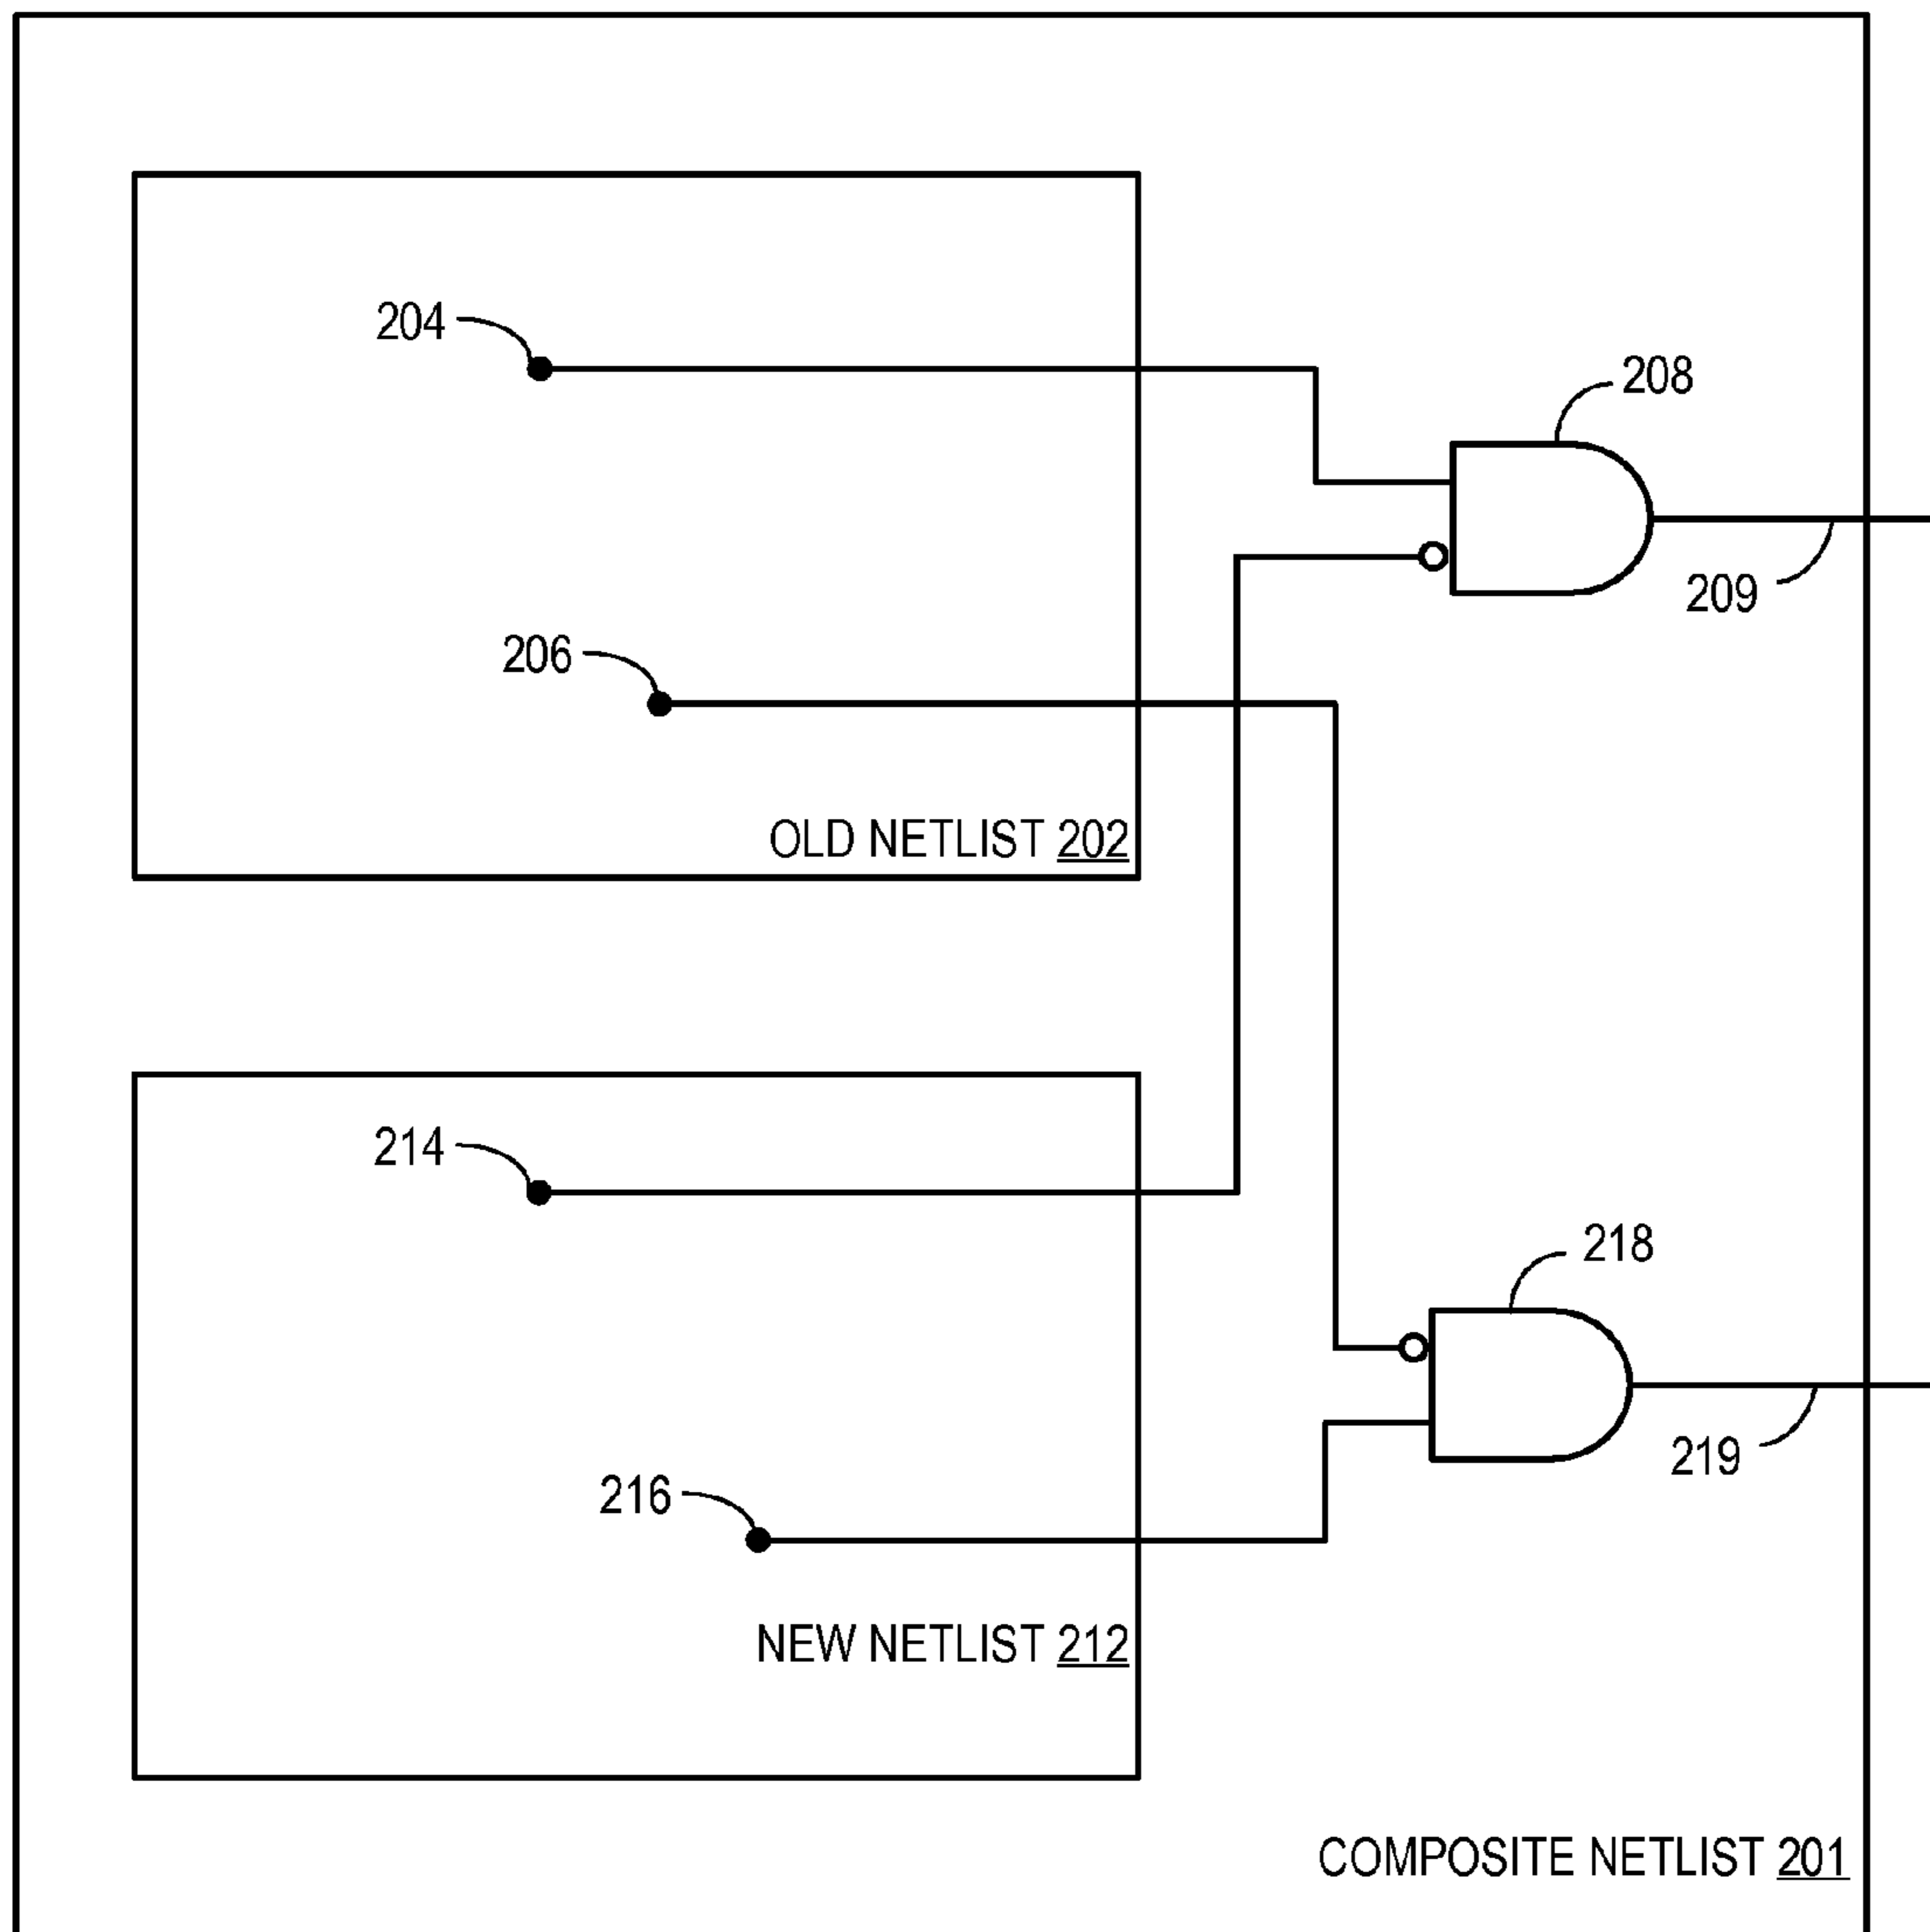 204
208
209
206
OLD NETLIST 202
214
218
219
216
NEW NETLIST 212
COMPOSITE NETLIST 201